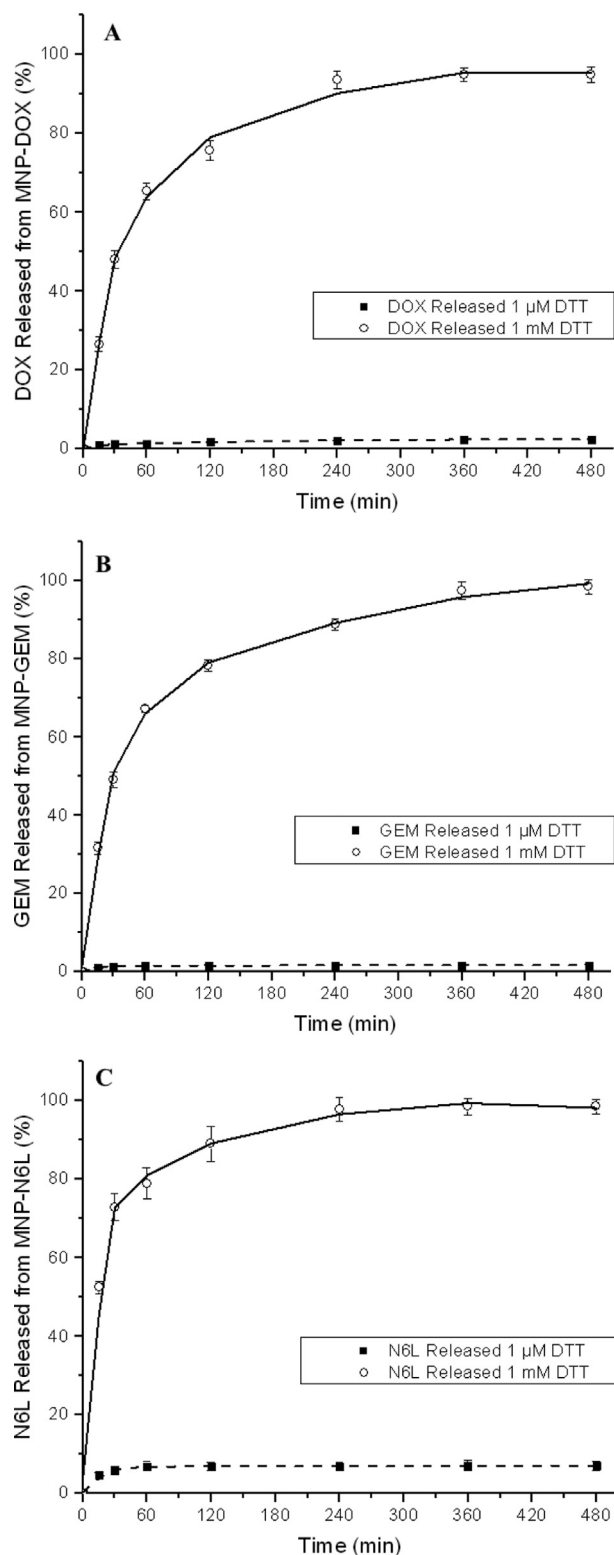 A
DOX Released from MNP-DOX (%)
100
80
60
40
20
0
DOX Released 1 µM DTT
DOX Released 1 mM DTT
0 60 120 180 240 300 360 420 480
Time (min)
B
GEM Released from MNP-GEM (%)
100
80
60
40
20
0
GEM Released 1 µM DTT
GEM Released 1 mM DTT
0 60 120 180 240 300 360 420 480
Time (min)
C
N6L Released from MNP-N6L (%)
100
80
60
40
20
0
N6L Released 1 µM DTT
N6L Released 1 mM DTT
0 60 120 180 240 300 360 420 480
Time (min)